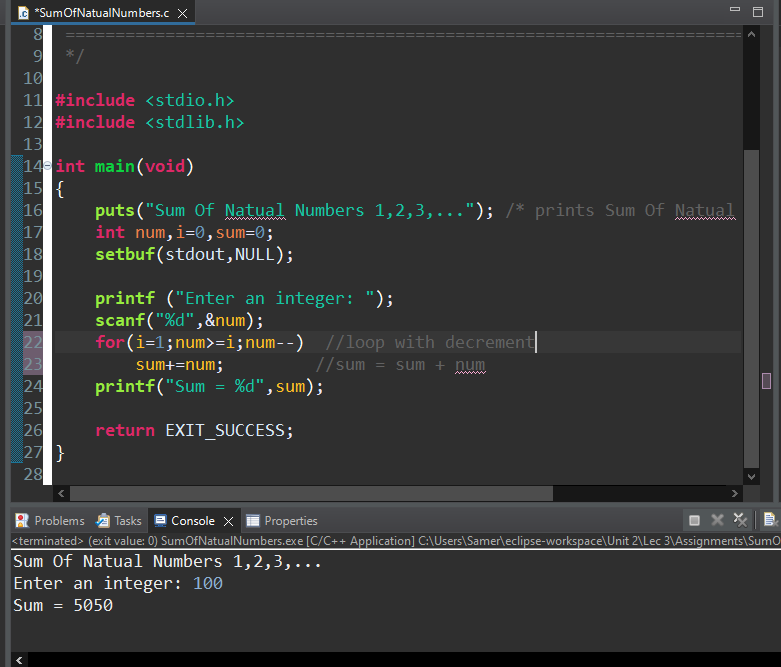 *SumOfNatualNumbers.c
8 ====================================================================
9 */
10
11 #include <stdio.h>
12 #include <stdlib.h>
13
14 int main(void)
15 {
16 puts("Sum Of Natual Numbers 1,2,3,..."); /* prints Sum Of Natual
17 int num,i=0,sum=0;
18 setbuf(stdout,NULL);
19
20 printf ("Enter an integer: ");
21 scanf("%d",&num);
22 for(i=1;num>=i;num--) //loop with decrement
23 sum+=num; //sum = sum + num
24 printf("Sum = %d",sum);
25
26 return EXIT_SUCCESS;
27 }
28
Problems Tasks Console Properties
<terminated> (exit value: 0) SumOfNatualNumbers.exe [C/C++ Application] C:\Users\Samer\eclipse-workspace\Unit 2\Lec 3\Assignments\SumO
Sum Of Natual Numbers 1,2,3,...
Enter an integer: 100
Sum = 5050